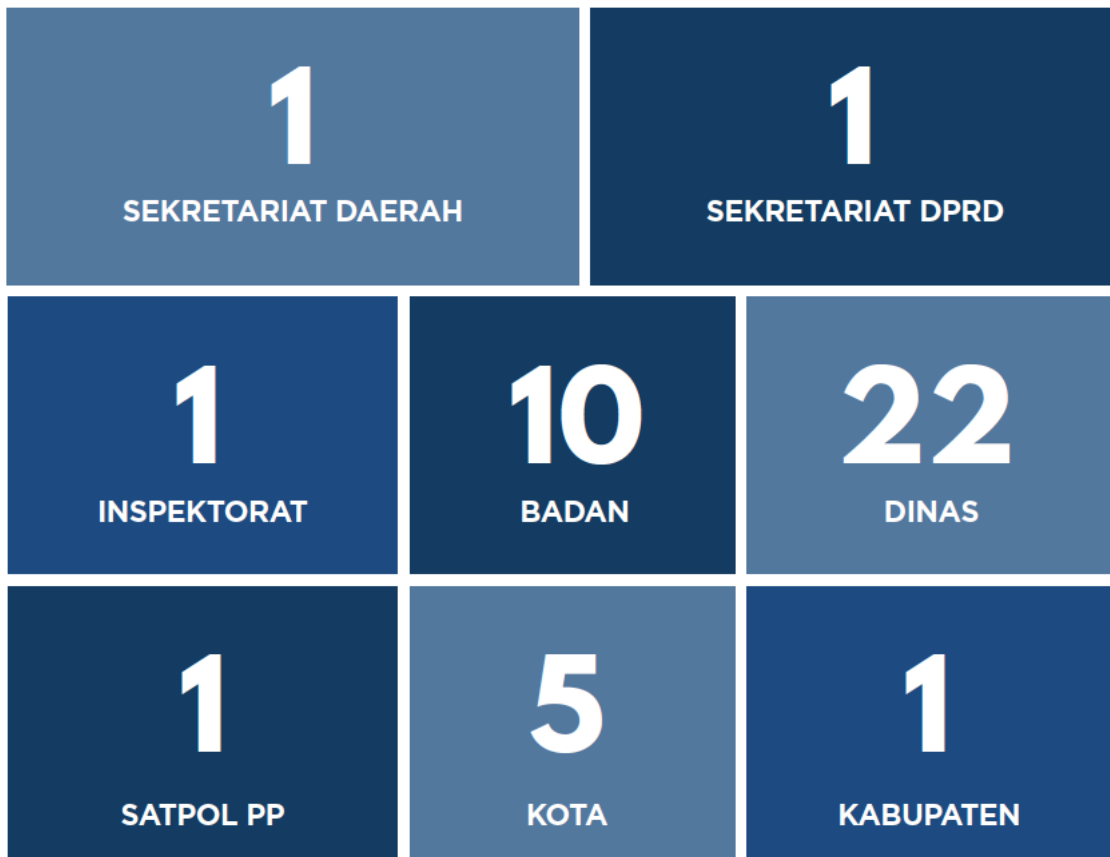 1
SEKRETARIAT DAERAH
1
SEKRETARIAT DPRD
1
INSPEKTORAT
10
BADAN
22
DINAS
1
SATPOL PP
5
KOTA
1
KABUPATEN